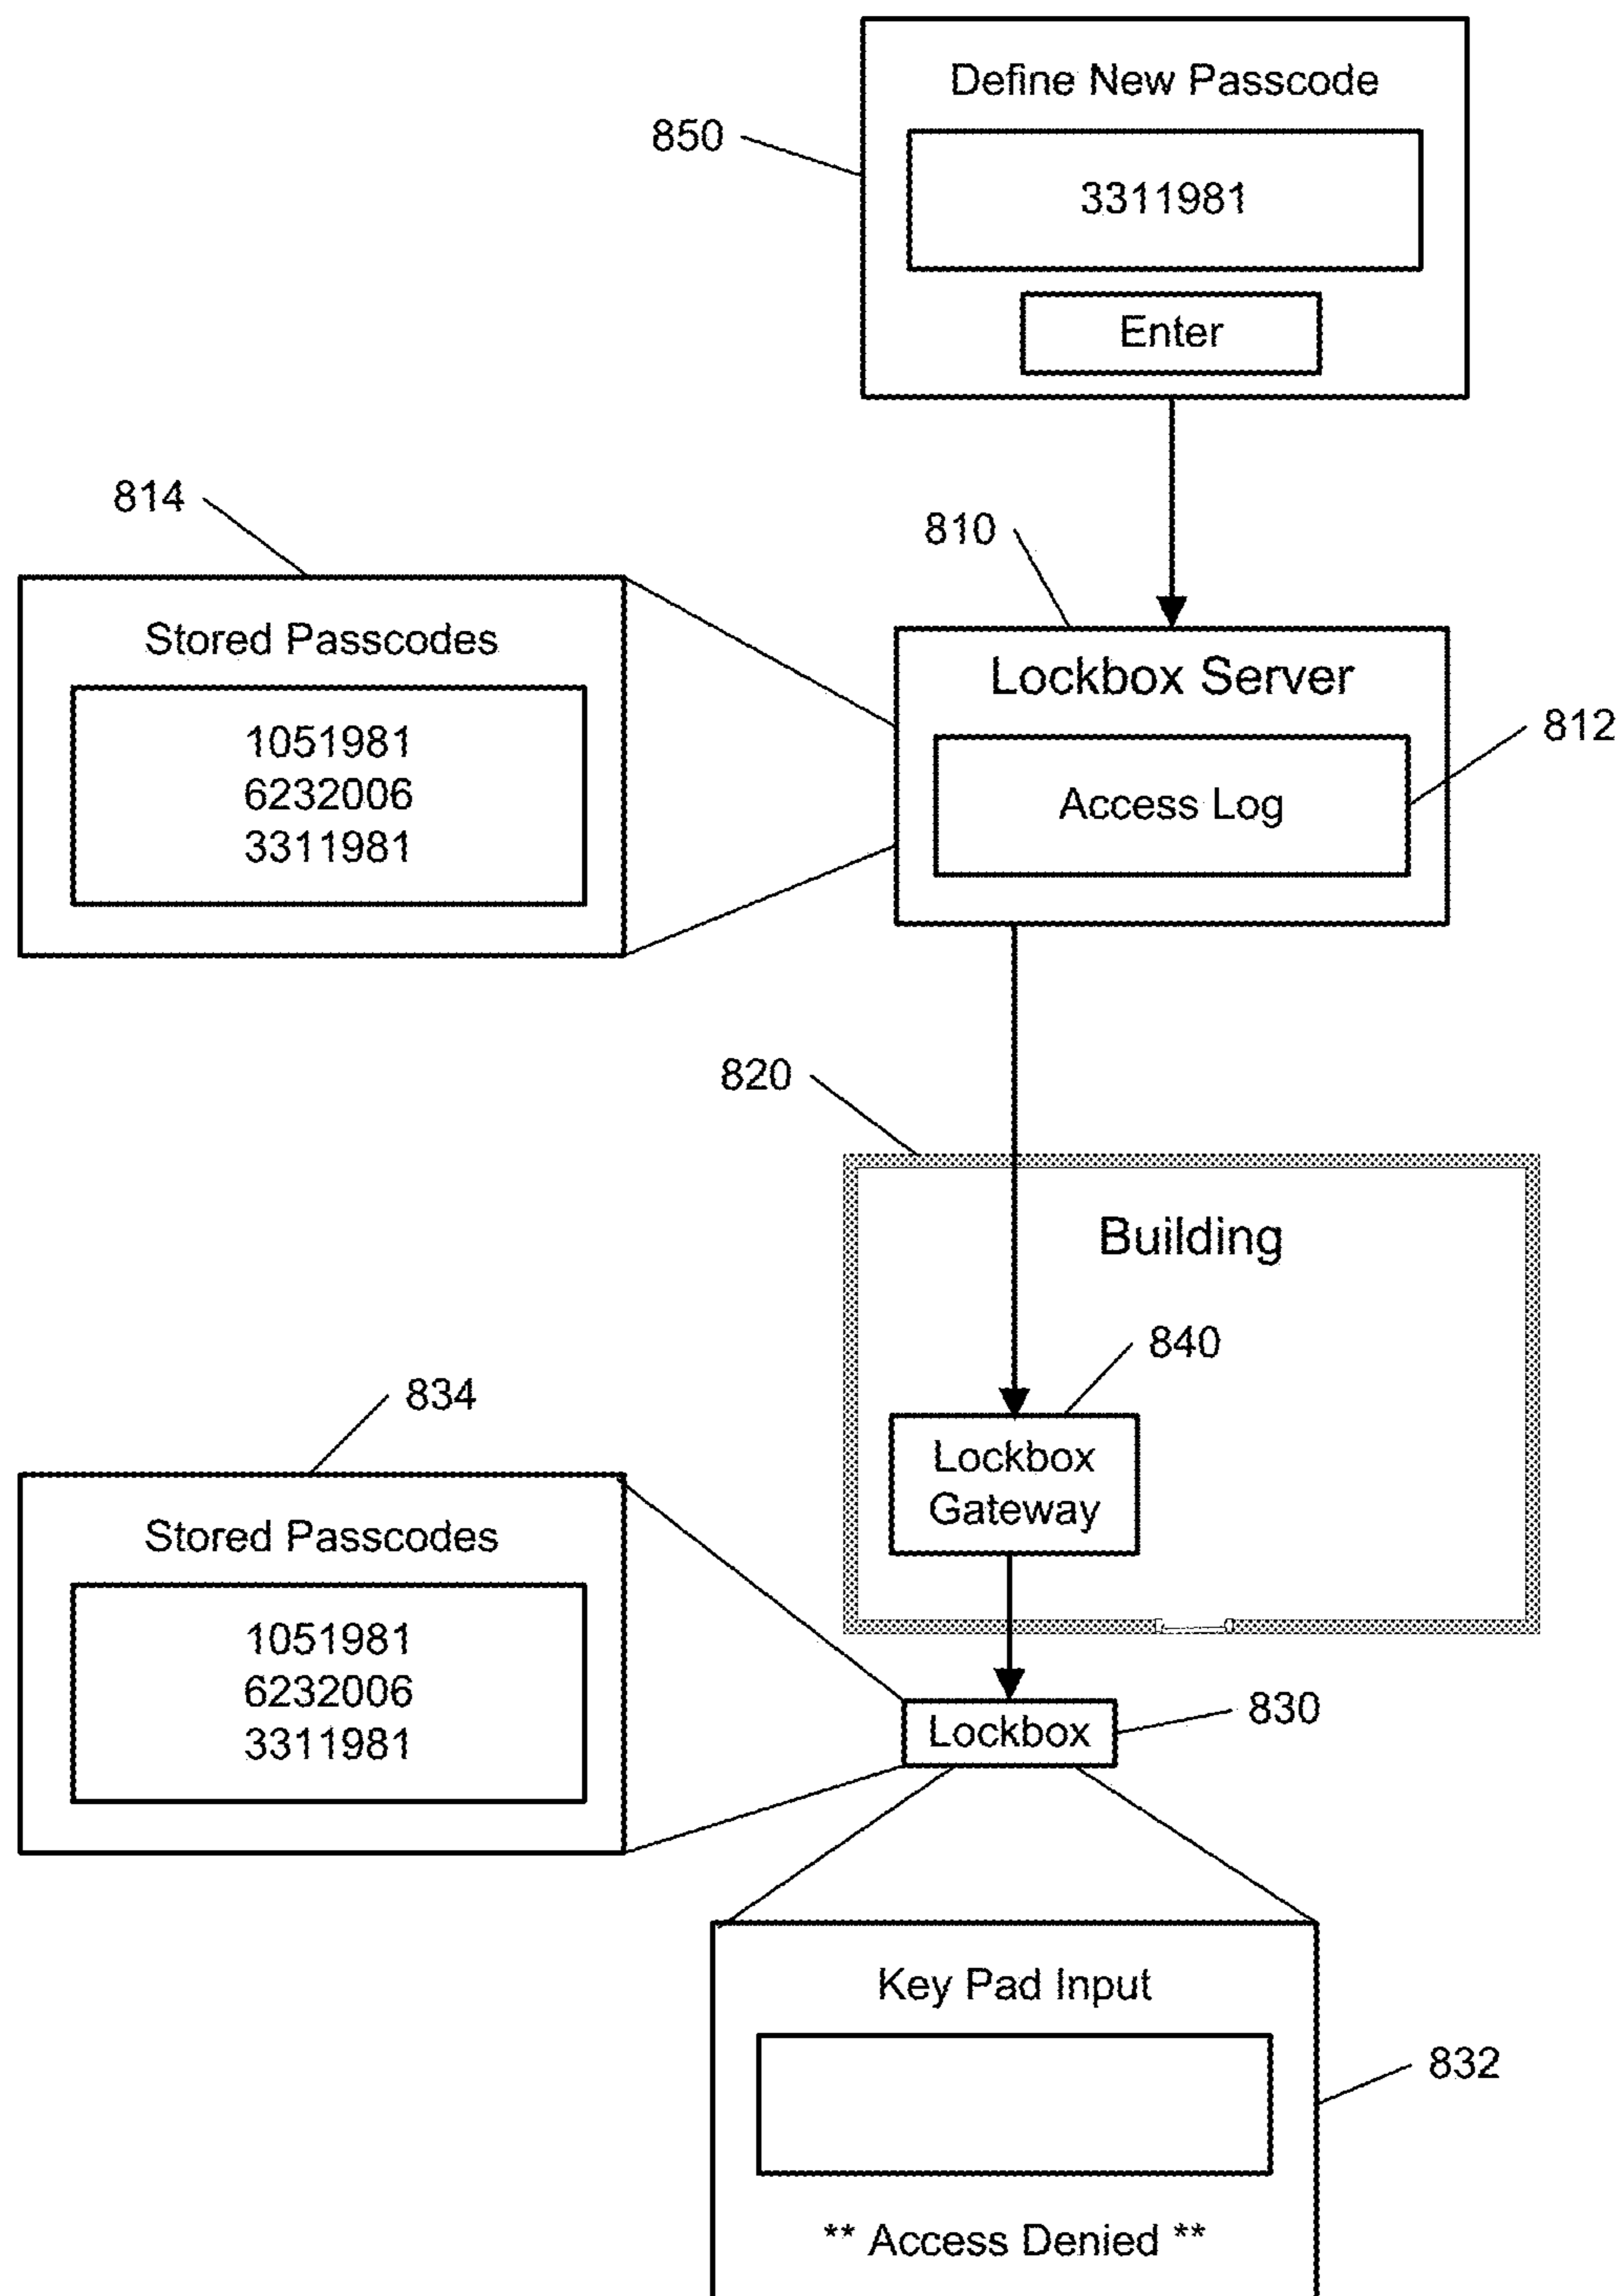 Define New Passcode
850
3311981
Enter
814
810
Stored Passcodes
Lockbox Server
812
1051981
6232006
3311981
Access Log
820
Building
840
834
Lockbox
Gateway
Stored Passcodes
1051981
6232006
3311981
830
Lockbox
Key Pad Input
832
** Access Denied **